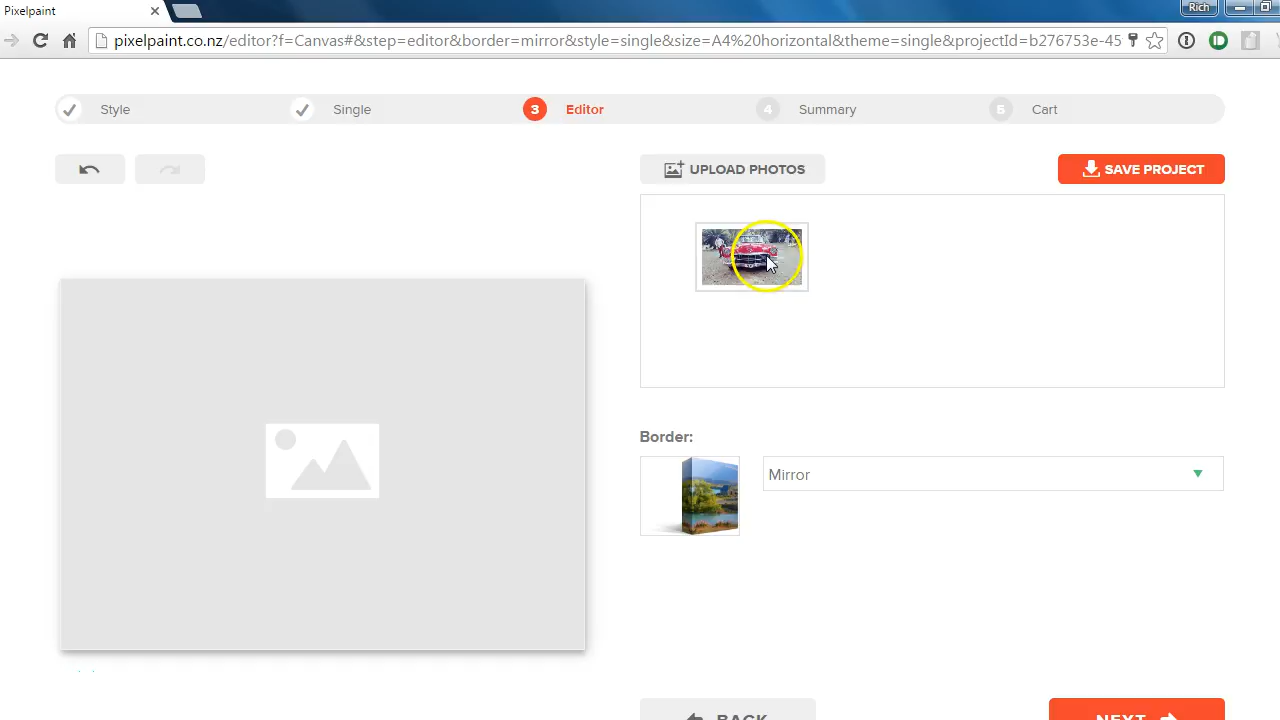 Pixelpaint
Rich
pixelpaint.co.nz/editor?f=Canvas#&step=editor&border=mirror&style=single&size=A4%20horizontal&theme=single&projectId=b276753e-45
Style
Single
3 Editor
4 Summary
5 Cart
UPLOAD PHOTOS
SAVE PROJECT
Border:
Mirror
BACK
NEXT